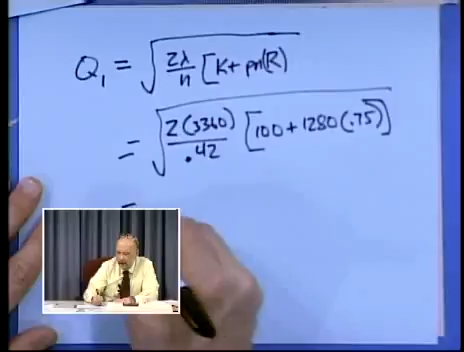 Q₁ = √(2λ/h [K + pn(R)
= √(2(3360)/.42 [100 + 1280(.75)]
=